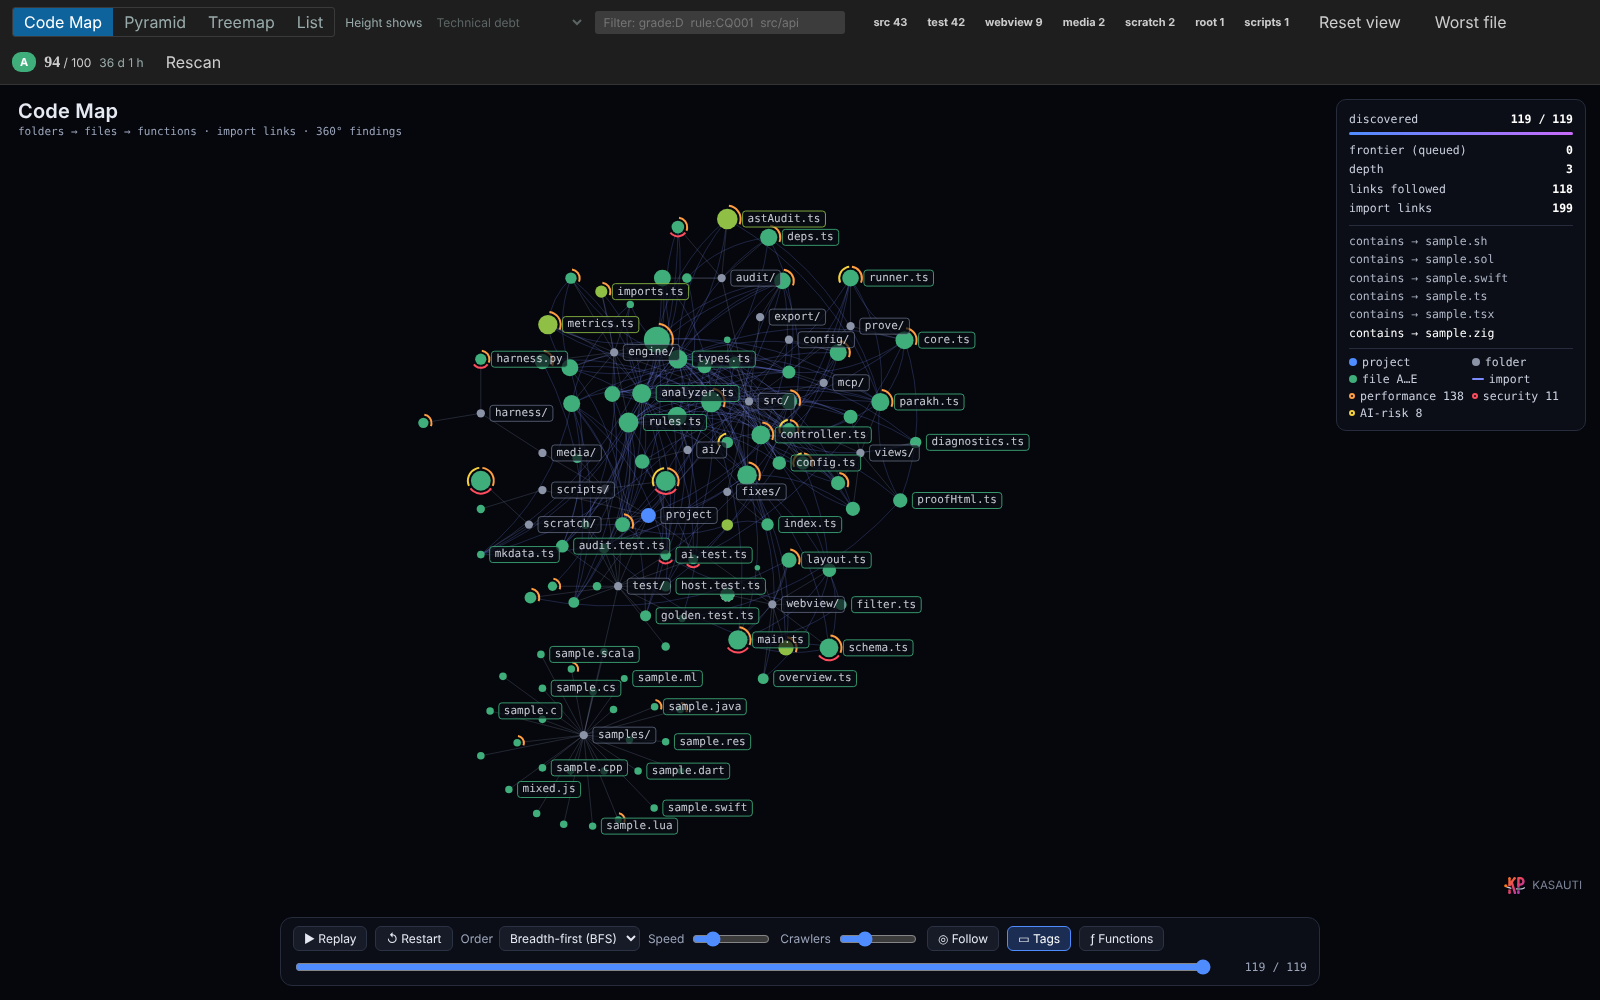 Code Map Pyramid Treemap List Height shows Technical debt Filter: grade:D rule:CQ001 src/api src 43 test 42 webview 9 media 2 scratch 2 root 1 scripts 1 Reset view Worst file
A 94 / 100 36 d 1 h Rescan
Code Map
folders → files → functions · import links · 360° findings
discovered 119 / 119
frontier (queued) 0
depth 3
links followed 118
import links 199
contains → sample.sh
contains → sample.sol
contains → sample.swift
contains → sample.ts
contains → sample.tsx
contains → sample.zig
project folder
file A…E import
performance 138 security 11
AI-risk 8
astAudit.ts
deps.ts
audit/
runner.ts
imports.ts
export/
metrics.ts
prove/
config/
core.ts
engine/
harness.py
types.ts
mcp/
analyzer.ts
src/
parakh.ts
harness/
rules.ts
controller.ts
diagnostics.ts
media/
ai/
views/
config.ts
scripts/
fixes/
proofHtml.ts
project
scratch/
index.ts
audit.test.ts
mkdata.ts
ai.test.ts
layout.ts
test/
host.test.ts
webview/
filter.ts
golden.test.ts
main.ts
schema.ts
sample.scala
sample.ml
overview.ts
sample.cs
sample.c
sample.java
samples/
sample.res
sample.cpp
sample.dart
mixed.js
sample.swift
sample.lua
KP KASAUTI
▶ Replay ↺ Restart Order Breadth-first (BFS) Speed Crawlers ◎ Follow ▭ Tags ƒ Functions
119 / 119